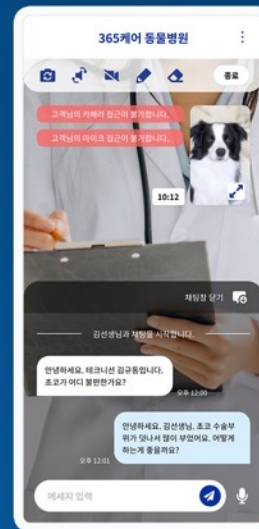 365케어 동물병원
종료
고객님의 카메라 접근이 불가합니다.
고객님의 마이크 접근이 불가합니다.
10:12
채팅창 닫기
김선생님과 채팅을 시작합니다.
안녕하세요. 테크니션 김규동입니다.
초코가 어디 불편한가요?
오후 12:00
안녕하세요. 김선생님. 초코 수술부
위가 덧나서 많이 부었어요. 어떻게
하는게 좋을까요?
오후 12:01
메세지 입력